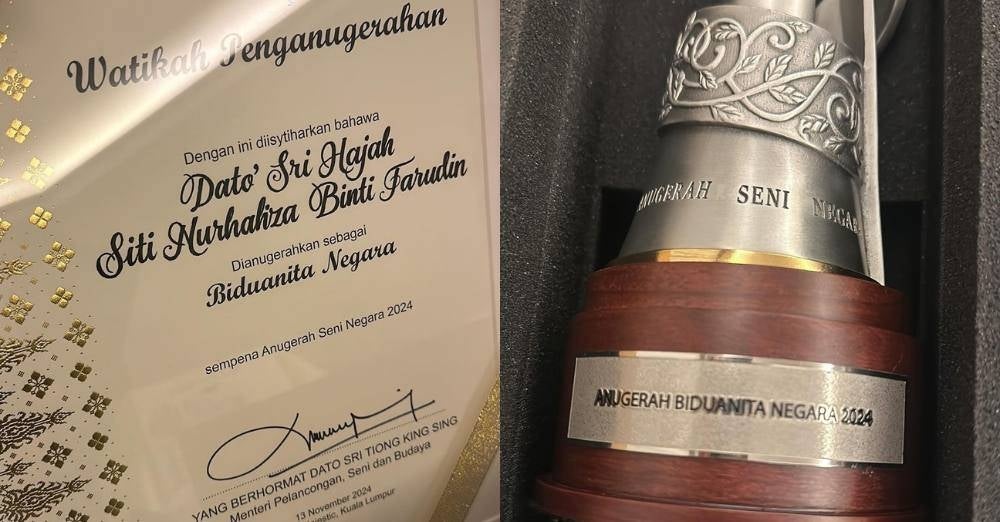 Watikah Penganugerahan
Dengan ini diisytiharkan bahawa
Dato' Sri Hajah
Siti Nurhaliza Binti Tarudin
Dianugerahkan sebagai
Biduanita Negara
sempena Anugerah Seni Negara 2024
YANG BERHORMAT DATO SRI TIONG KING SING
Menteri Pelancongan, Seni dan Budaya
13 November 2024
Kuala Lumpur
ANUGERAH SENI NEGARA
ANUGERAH BIDUANITA NEGARA 2024